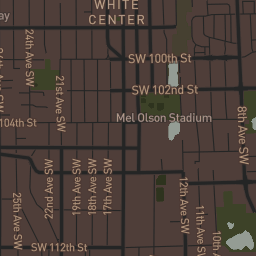 WHITE
CENTER
24th Ave SW
SW 100th St
21st Ave SW
SW 102nd St
104th St
Mel Olson Stadium
8th Ave SW
22nd Ave SW
19th Ave SW
18th Ave SW
17th Ave SW
12th Ave SW
25th Ave SW
11th Ave SW
10th A
SW 112th St